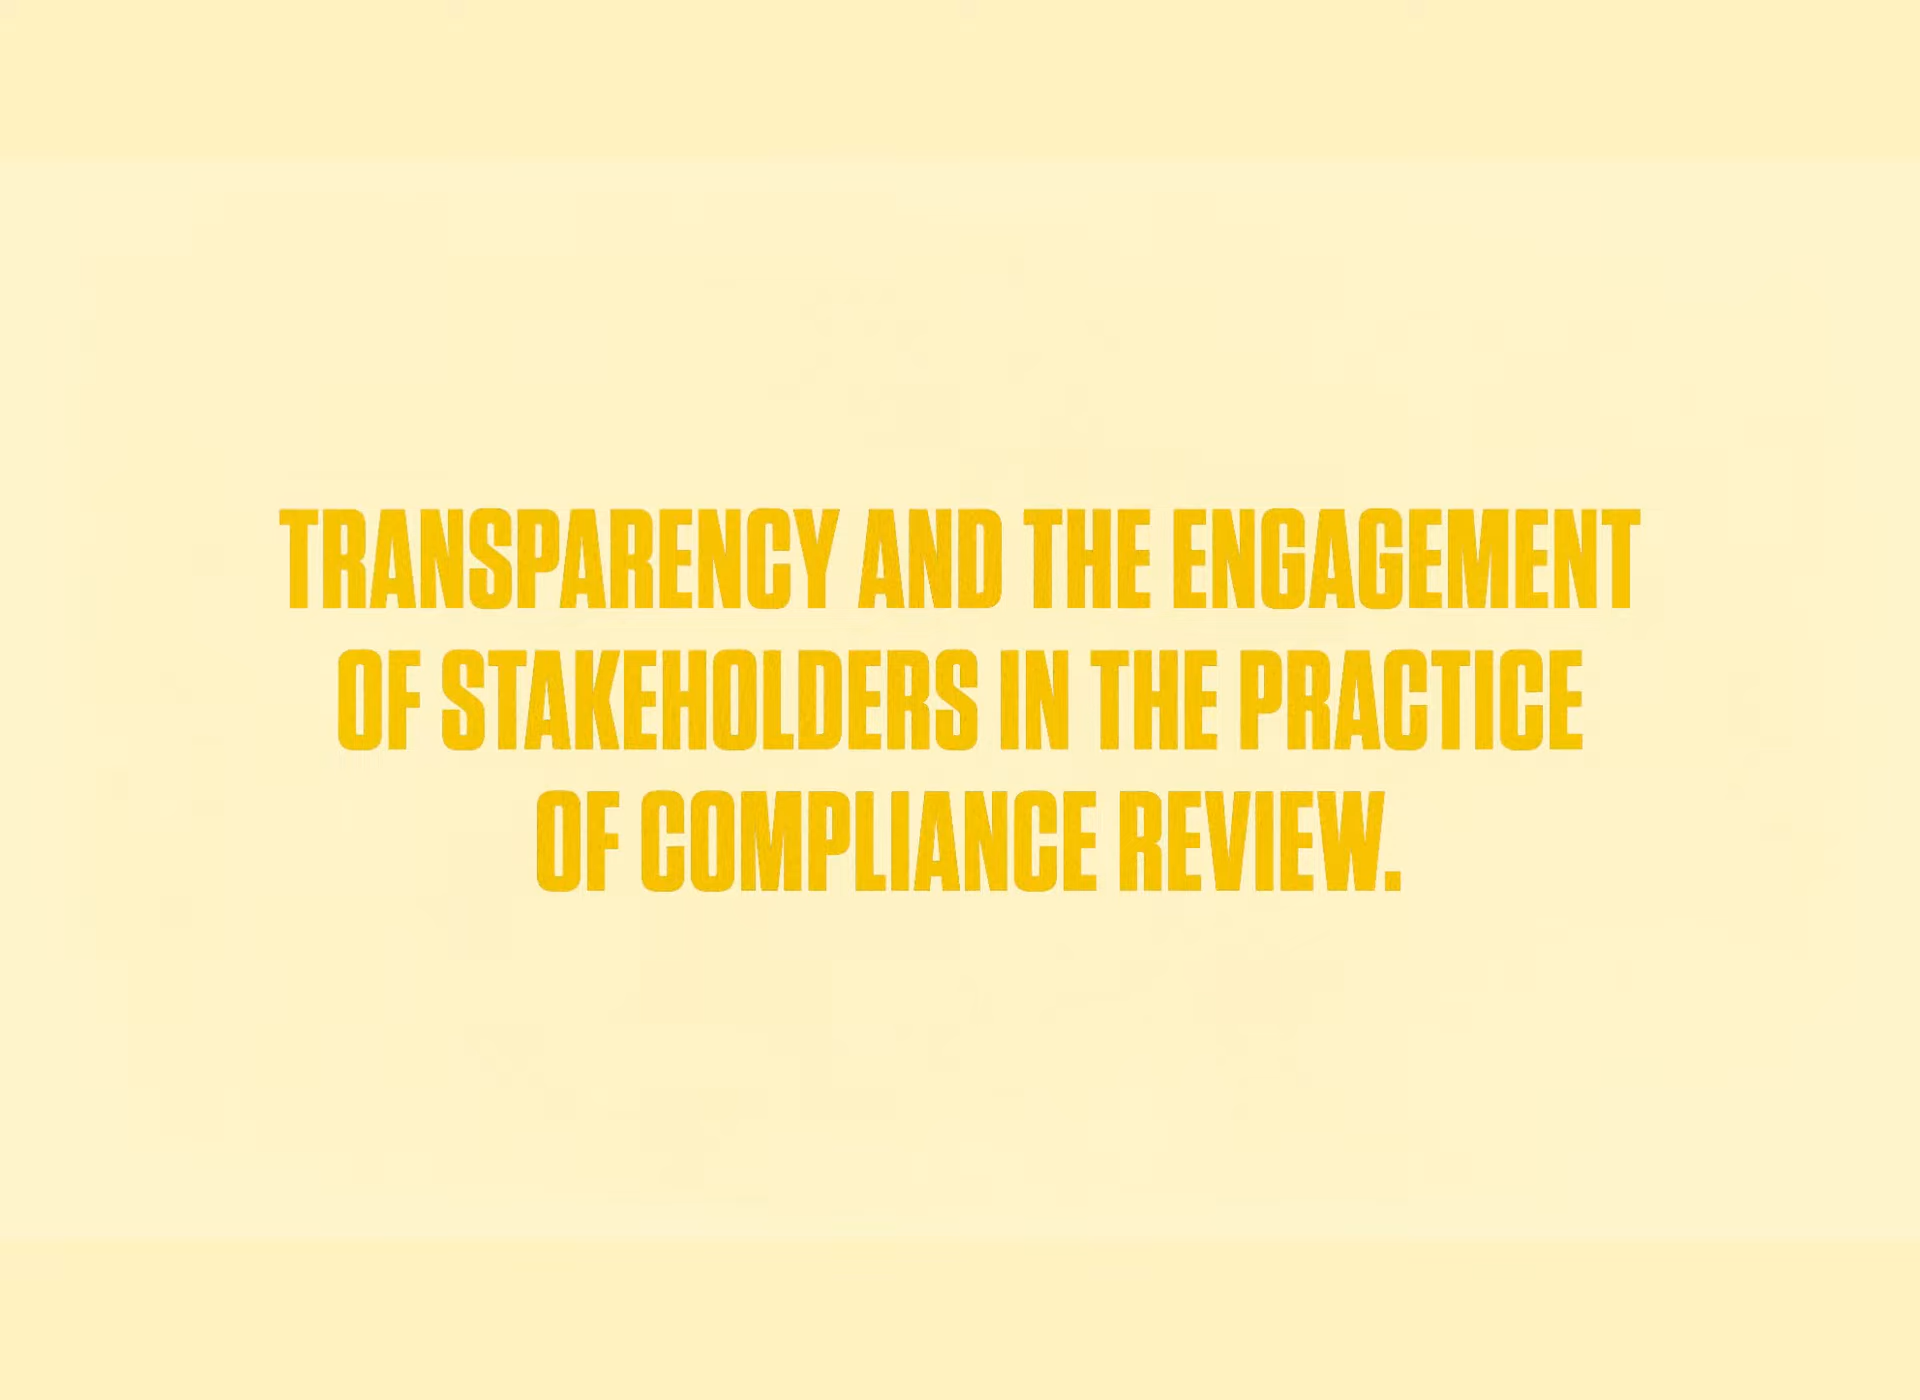 TRANSPARENCY AND THE ENGAGEMENT
OF STAKEHOLDERS IN THE PRACTICE
OF COMPLIANCE REVIEW.